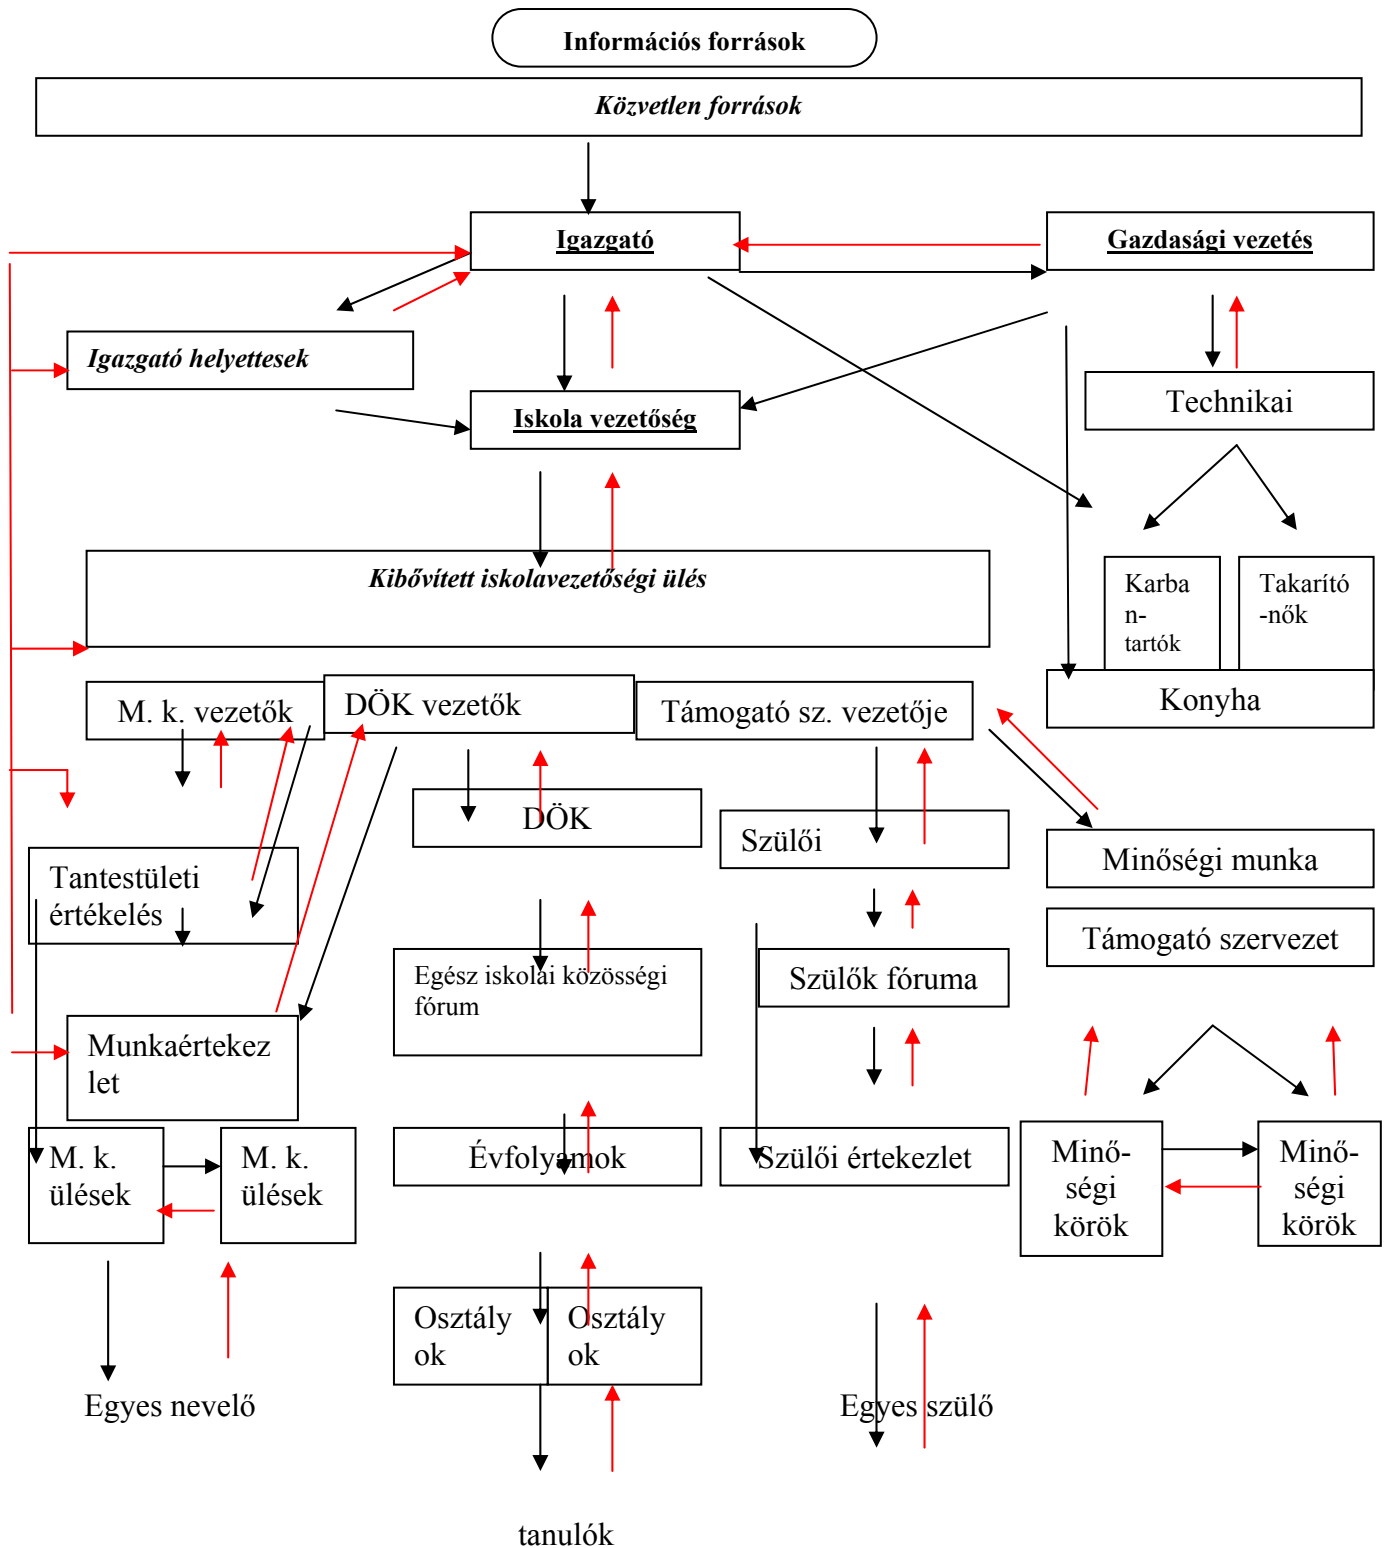 Információs források
Közvetlen források
Igazgató
Gazdasági vezetés
Igazgató helyettesek
Technikai
Iskola vezetőség
Kibővített iskolavezetőségi ülés
Karba
n-
tartók
Takarító
-nők
Konyha
M. k. vezetők
DÖK vezetők
Támogató sz. vezetője
DÖK
Szülői
Minőségi munka
Tantestületi
értékelés
Támogató szervezet
Egész iskolai közösségi
fórum
Szülők fóruma
Munkaértekez
let
M. k.
ülések
M. k.
ülések
Évfolyamok
Szülői értekezlet
Minő-
ségi
körök
Minő-
ségi
körök
Osztály
ok
Osztály
ok
Egyes nevelő
Egyes szülő
tanulók